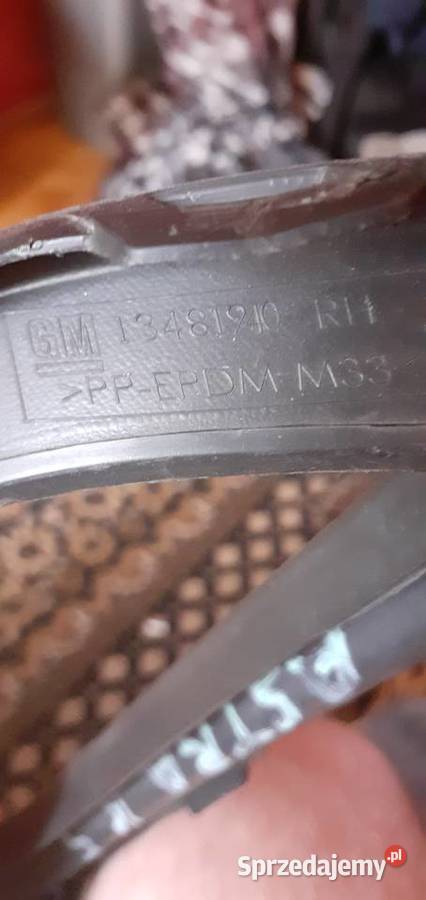 GM 13481940 RH
>PP-EPDM-M33
ASTRA
Sprzedajemy.pl